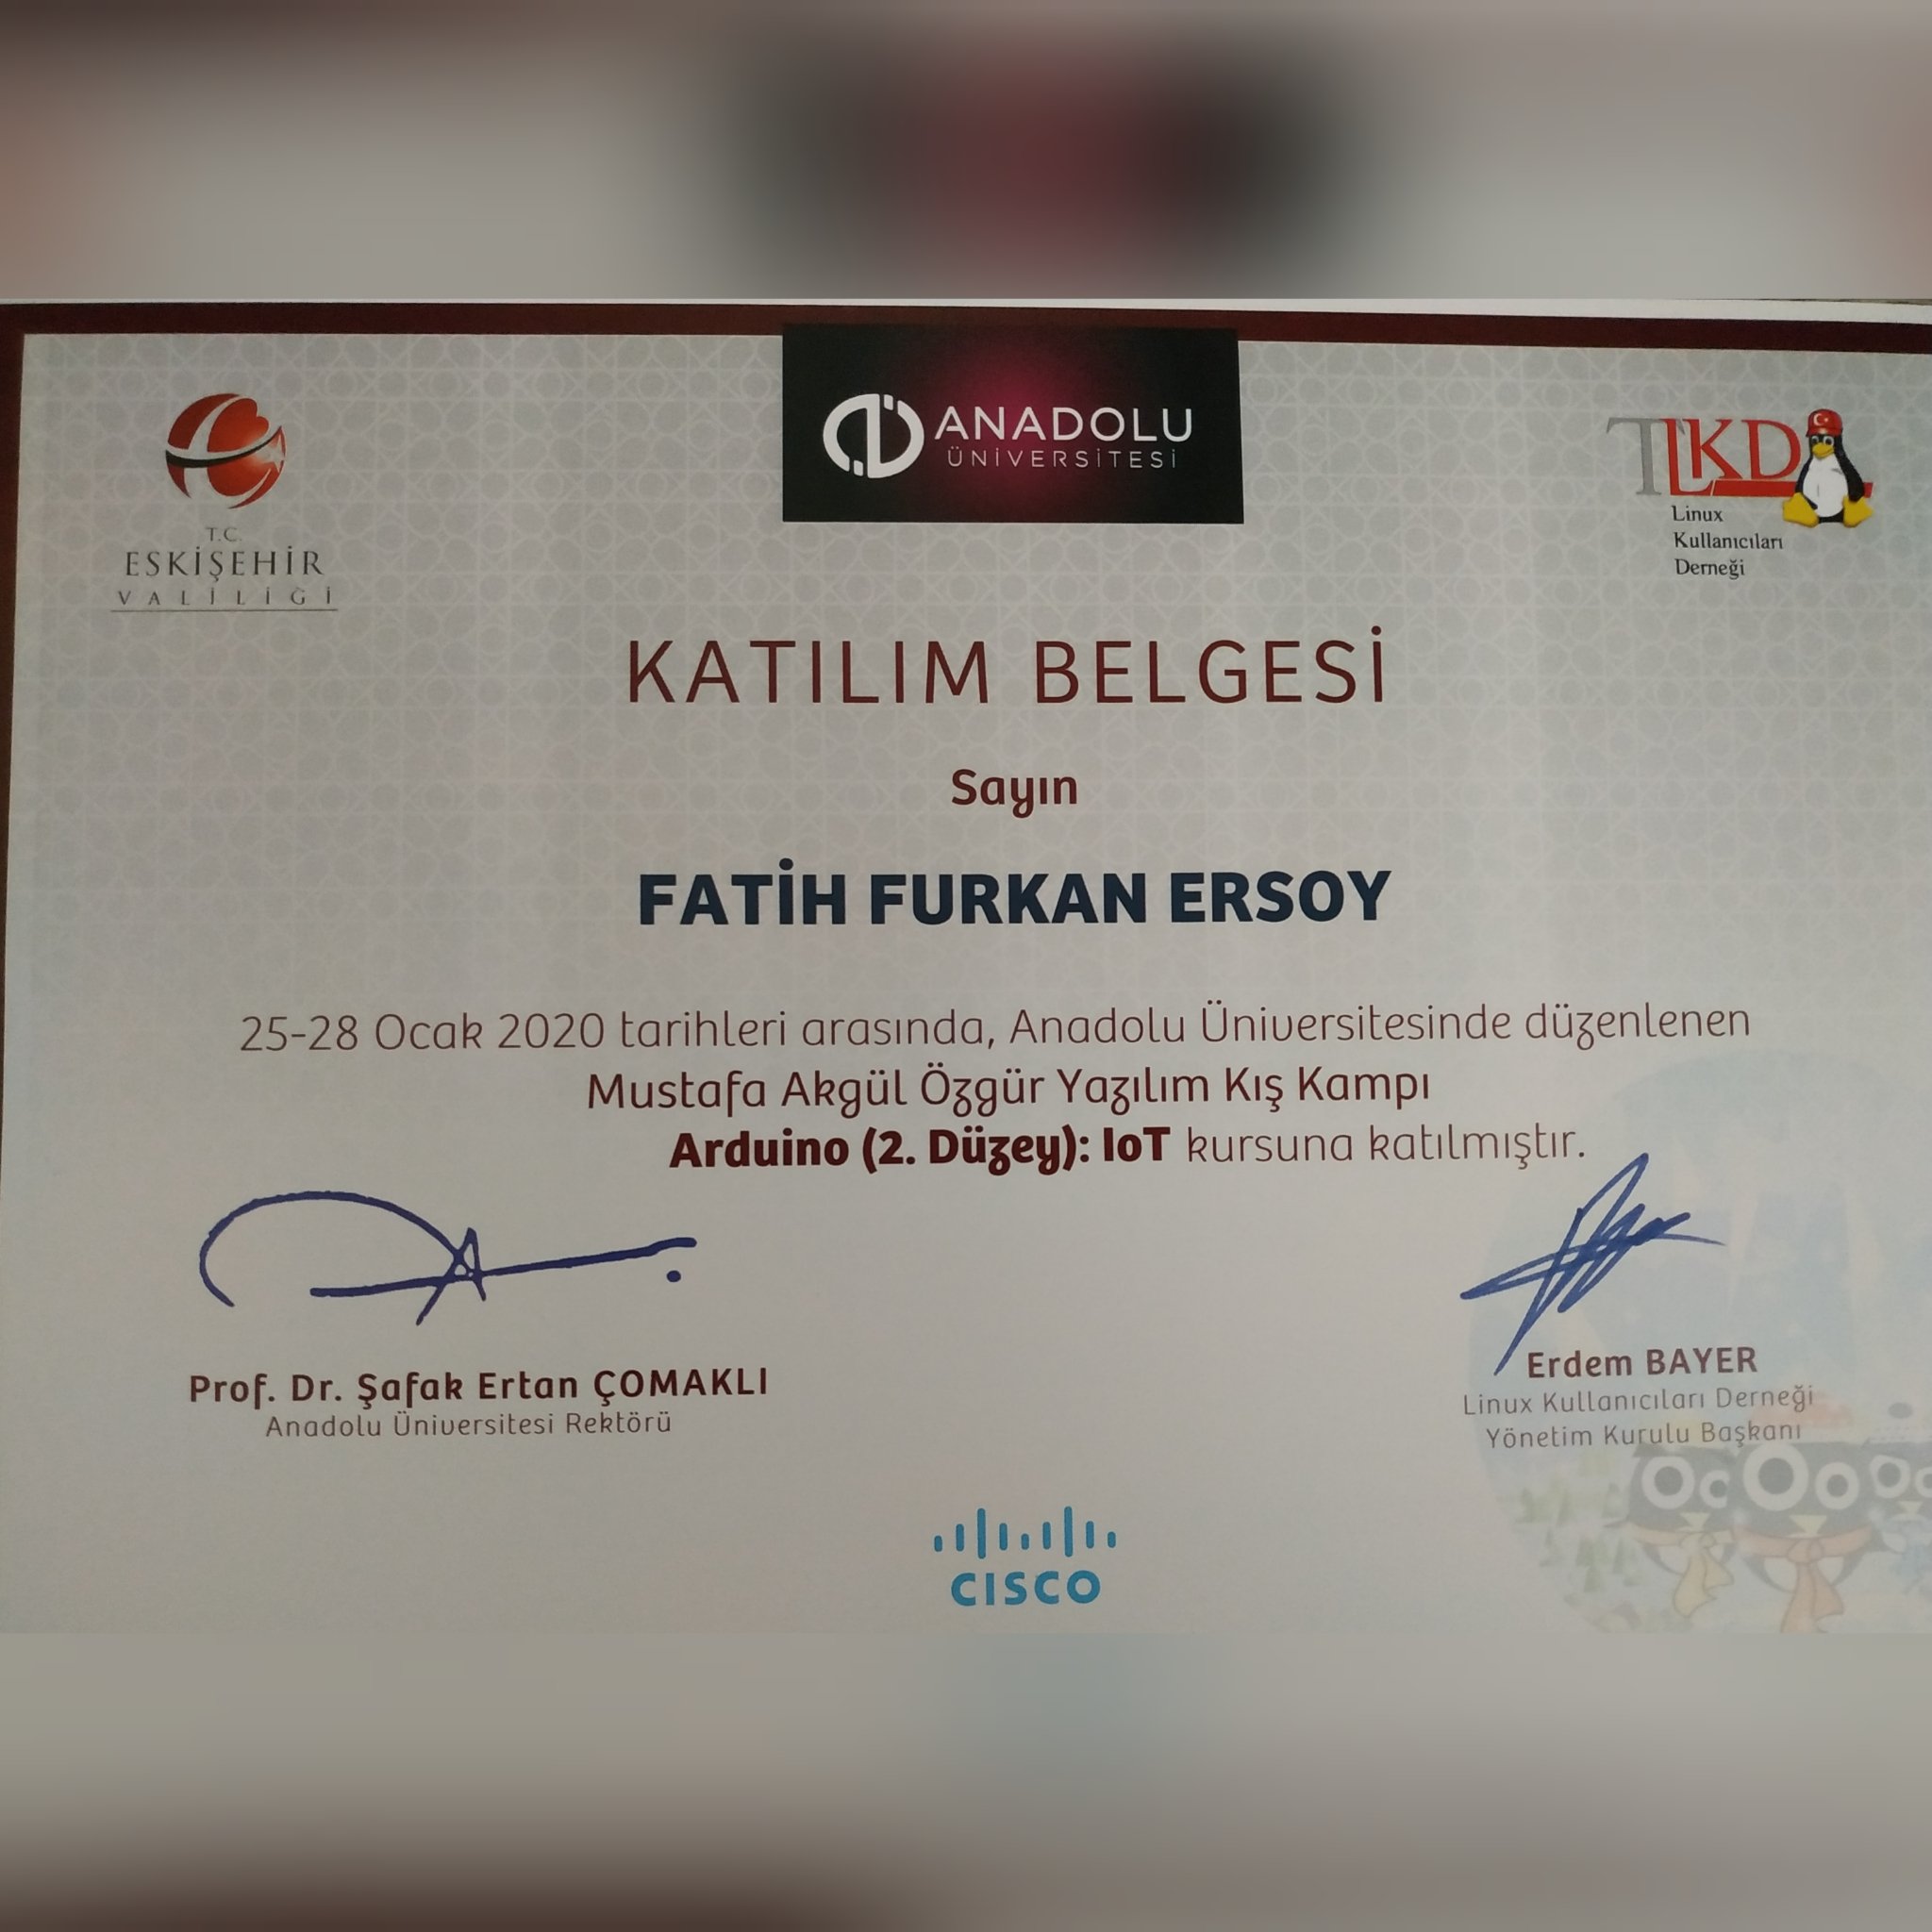 T.C.
ESKİŞEHİR
VALİLİĞİ
ANADOLU
ÜNİVERSİTESİ
TLKD
Linux
Kullanıcıları
Derneği
KATILIM BELGESİ
Sayın
FATİH FURKAN ERSOY
25-28 Ocak 2020 tarihleri arasında, Anadolu Üniversitesinde düzenlenen
Mustafa Akgül Özgür Yazılım Kış Kampı
Arduino (2. Düzey): IoT kursuna katılmıştır.
Prof. Dr. Şafak Ertan ÇOMAKLI
Anadolu Üniversitesi Rektörü
Erdem BAYER
Linux Kullanıcıları Derneği
Yönetim Kurulu Başkanı
CISCO